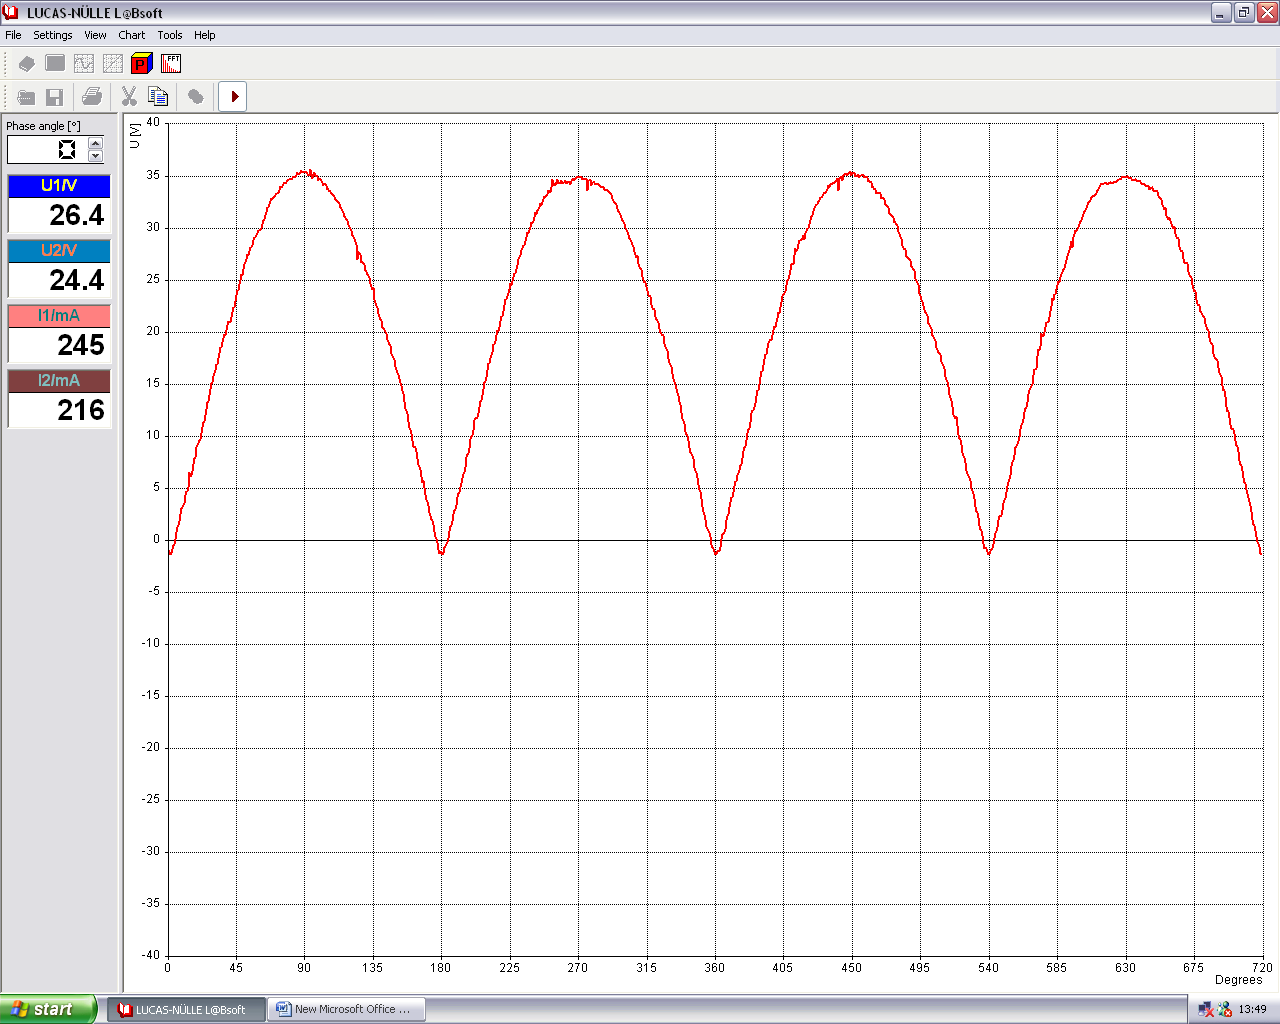 LUCAS-NÜLLE L@Bsoft
File Settings View Chart Tools Help
P FFT
Phase angle [°]
0
U1/V
26.4
U2/V
24.4
I1/mA
245
I2/mA
216
U [V]
40
35
30
25
20
15
10
5
0
-5
-10
-15
-20
-25
-30
-35
-40
0 45 90 135 180 225 270 315 360 405 450 495 540 585 630 675 720
Degrees
start LUCAS-NÜLLE L@Bsoft New Microsoft Office ... 13:49